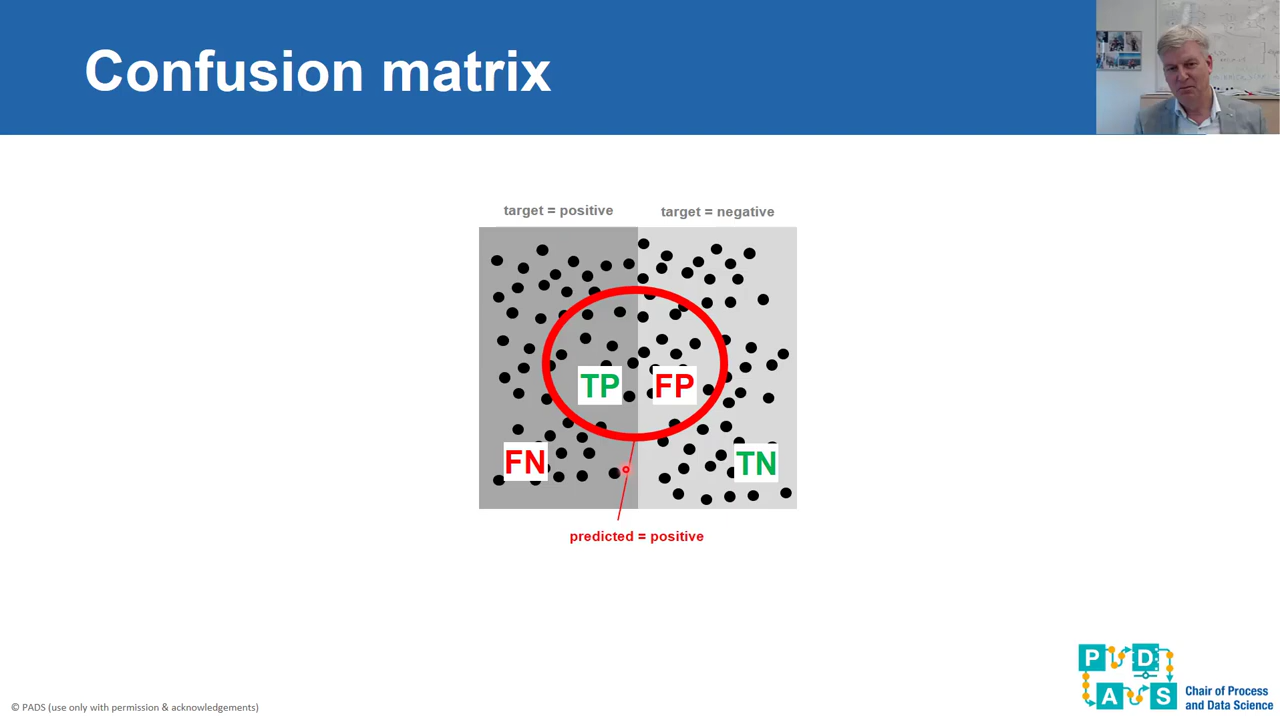 Confusion matrix
target = positive
target = negative
TP
FP
FN
TN
predicted = positive
P D
A S
Chair of Process
and Data Science
© PADS (use only with permission & acknowledgements)